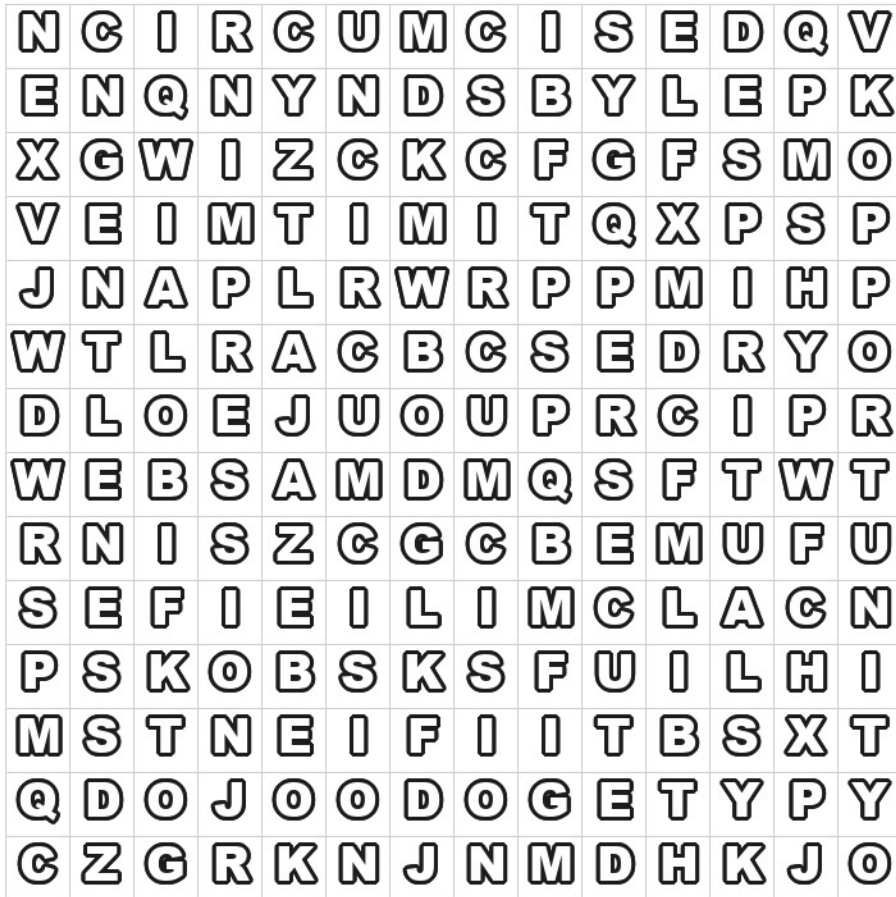 N C I R C U M C I S E D Q V
E N Q N Y N D S B Y L E P K
X G W I Z C K C F G F S M O
V E I M T I M I T Q X P S P
J N A P L R W R P P M I H P
W T L R A C B C S E D R Y O
D L O E J U O U P R C I P R
W E B S A M D M Q S F T W T
R N I S Z C G C B E M U F U
S E F I E I L I M C L A C N
P S K O B S K S F U I L H I
M S T N E I F I I T B S X T
Q D O J O O D O G E T Y P Y
C Z G R K N J N M D H K J O